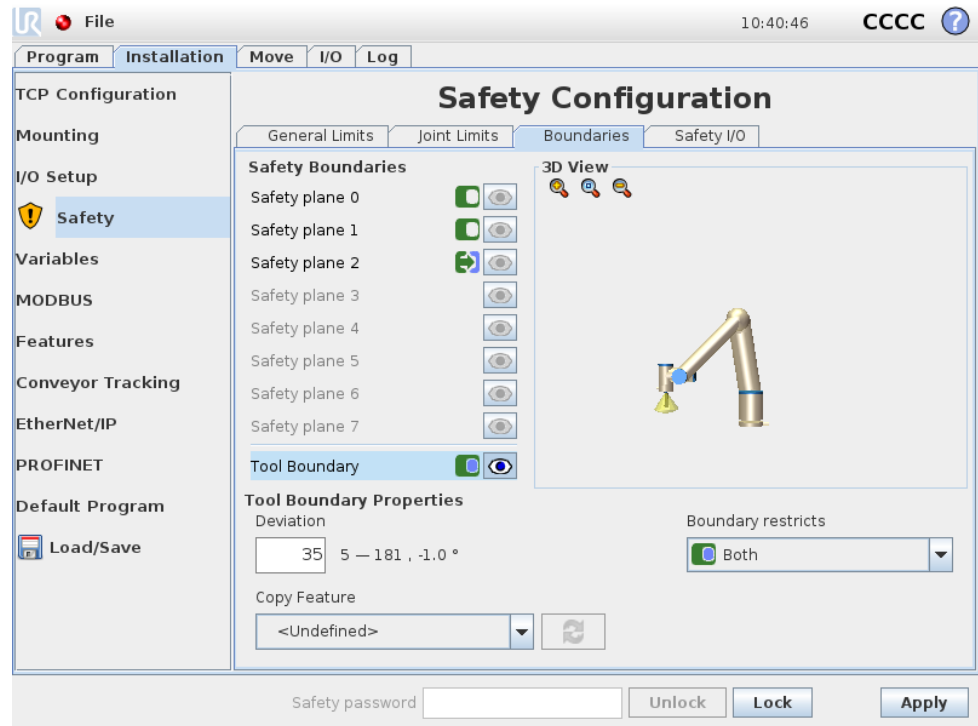 UR File 10:40:46 CCCC ?
Program Installation Move I/O Log
TCP Configuration
Mounting
I/O Setup
Safety
Variables
MODBUS
Features
Conveyor Tracking
EtherNet/IP
PROFINET
Default Program
Load/Save
Safety Configuration
General Limits Joint Limits Boundaries Safety I/O
Safety Boundaries
Safety plane 0
Safety plane 1
Safety plane 2
Safety plane 3
Safety plane 4
Safety plane 5
Safety plane 6
Safety plane 7
Tool Boundary
3D View
Tool Boundary Properties
Deviation
35 5 — 181 , -1.0 °
Boundary restricts
Both
Copy Feature
<Undefined>
Safety password Unlock Lock Apply